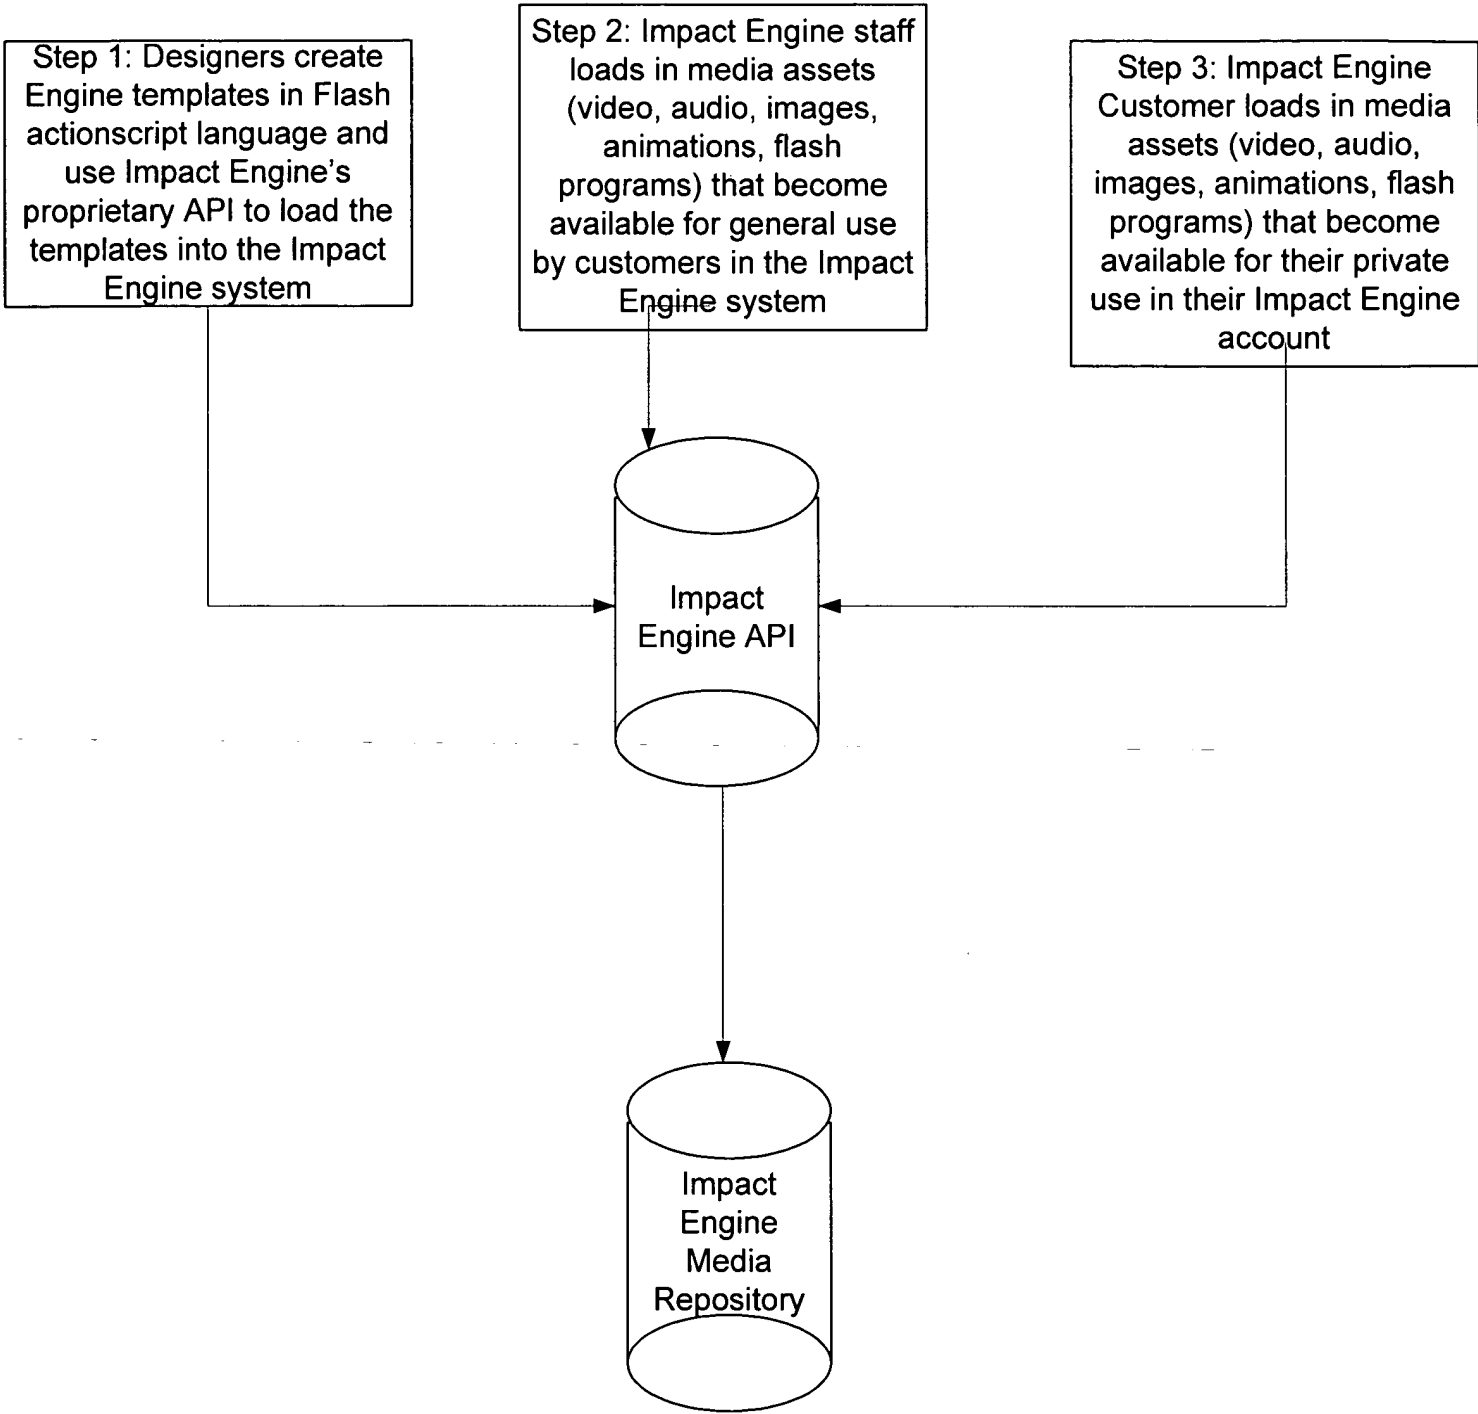 Step 1: Designers create
Engine templates in Flash
actionscript language and
use Impact Engine's
proprietary API to load the
templates into the Impact
Engine system
Step 2: Impact Engine staff
loads in media assets
(video, audio, images,
animations, flash
programs) that become
available for general use
by customers in the Impact
Engine system
Step 3: Impact Engine
Customer loads in media
assets (video, audio,
images, animations, flash
programs) that become
available for their private
use in their Impact Engine
account
Impact
Engine API
Impact
Engine
Media
Repository